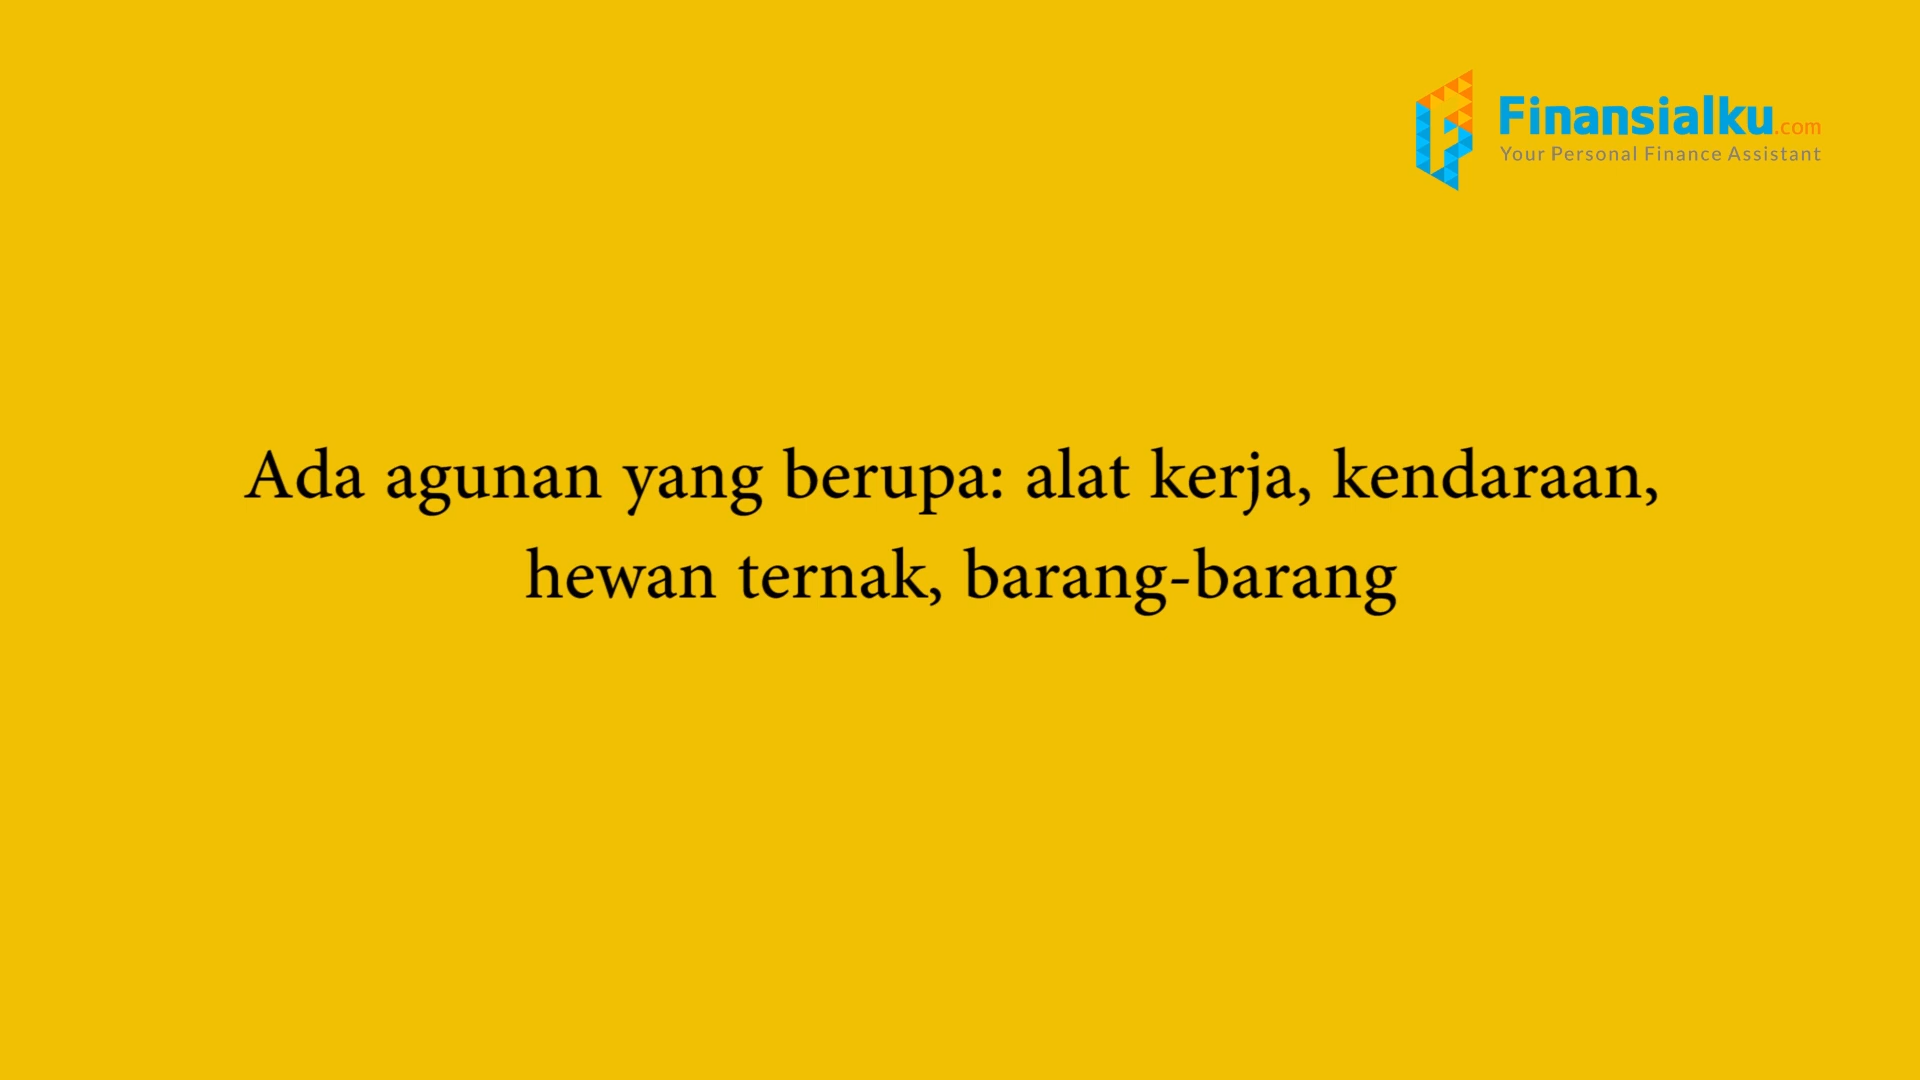 Finansialku.com
Your Personal Finance Assistant
Ada agunan yang berupa: alat kerja, kendaraan,
hewan ternak, barang-barang